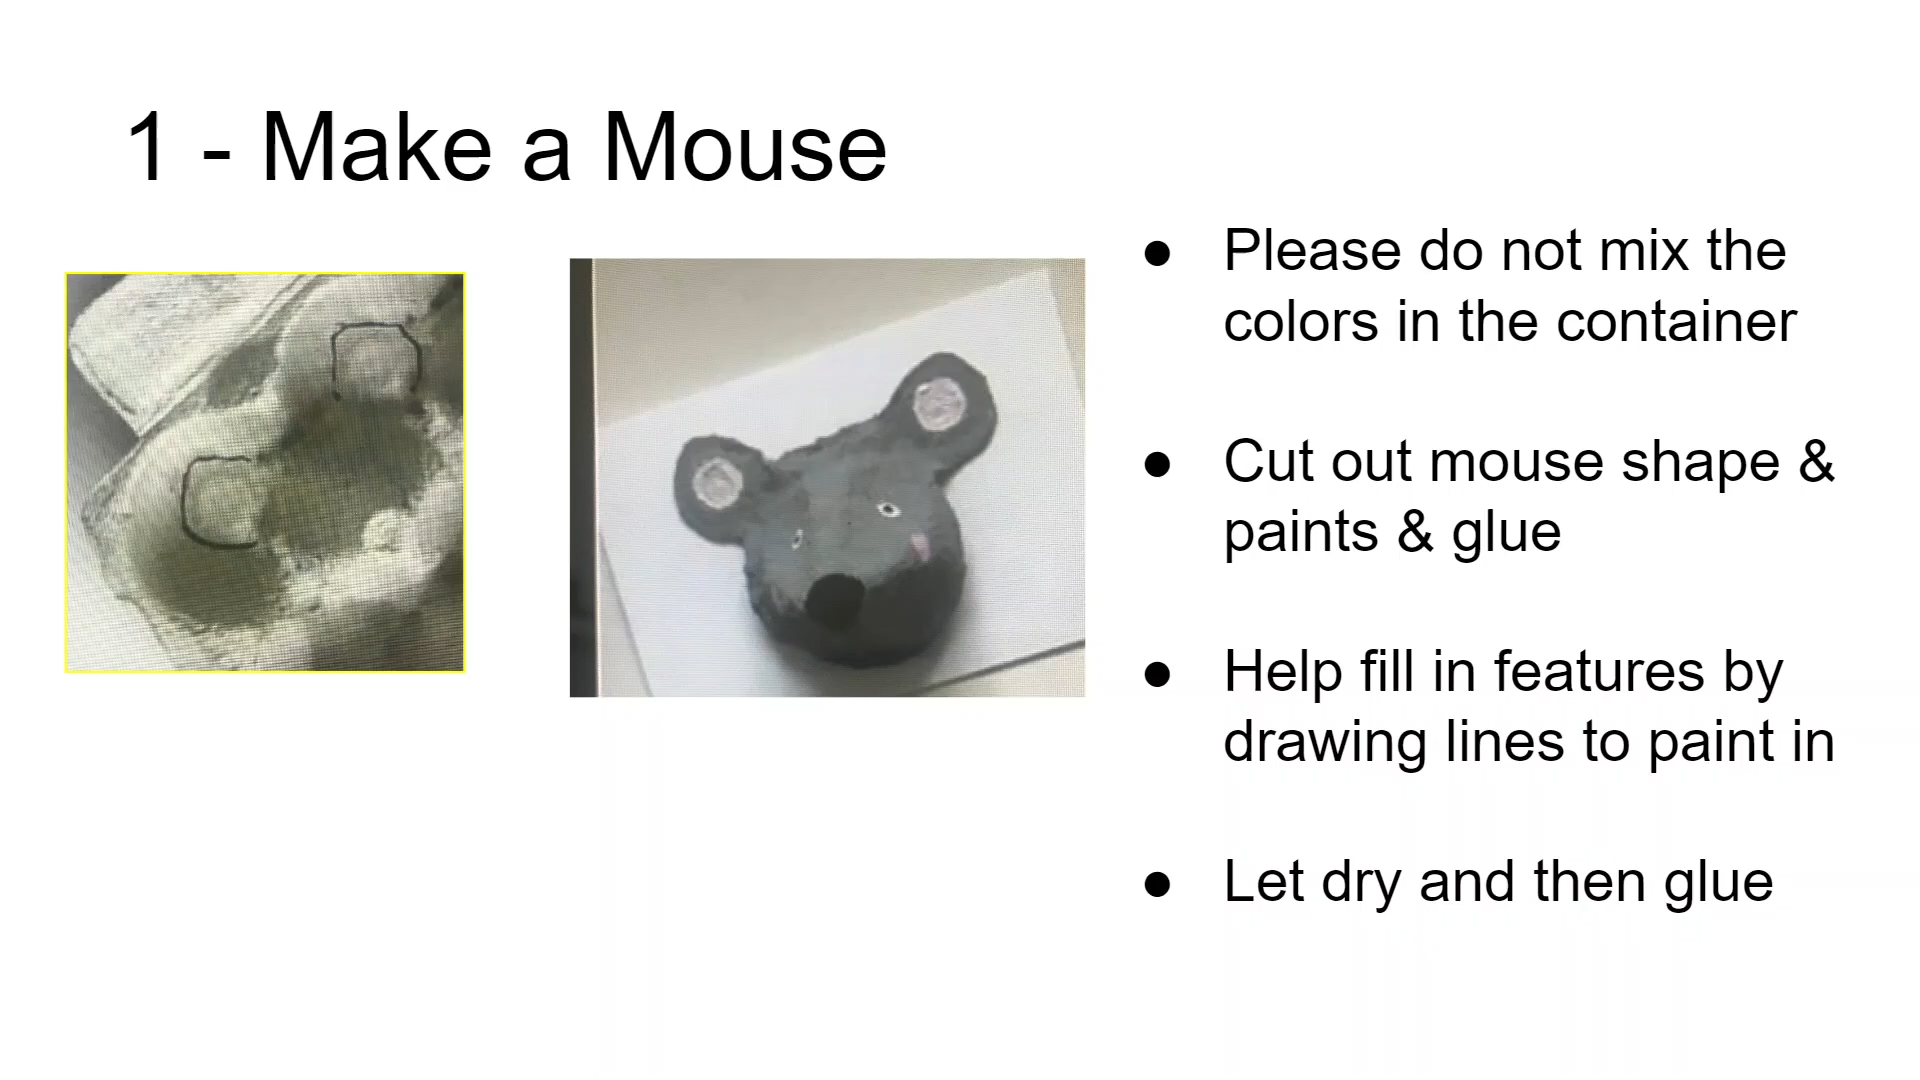 1 - Make a Mouse
● Please do not mix the
colors in the container
● Cut out mouse shape &
paints & glue
● Help fill in features by
drawing lines to paint in
● Let dry and then glue